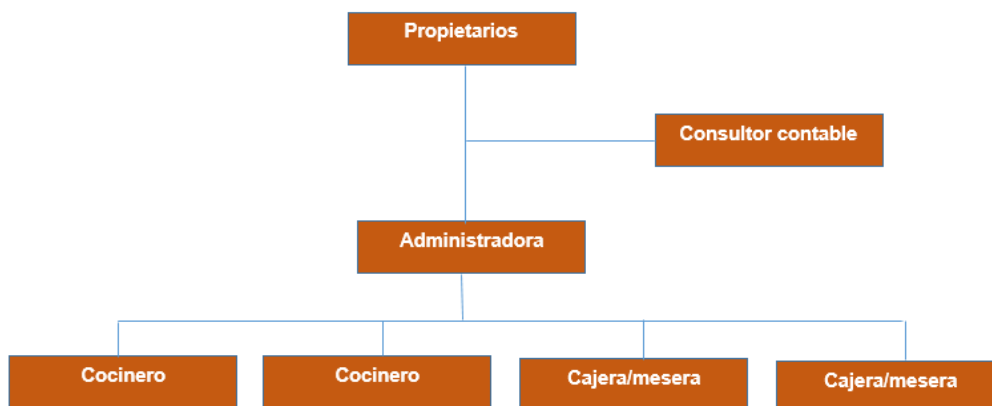 Propietarios
Consultor contable
Administradora
Cocinero
Cocinero
Cajera/mesera
Cajera/mesera